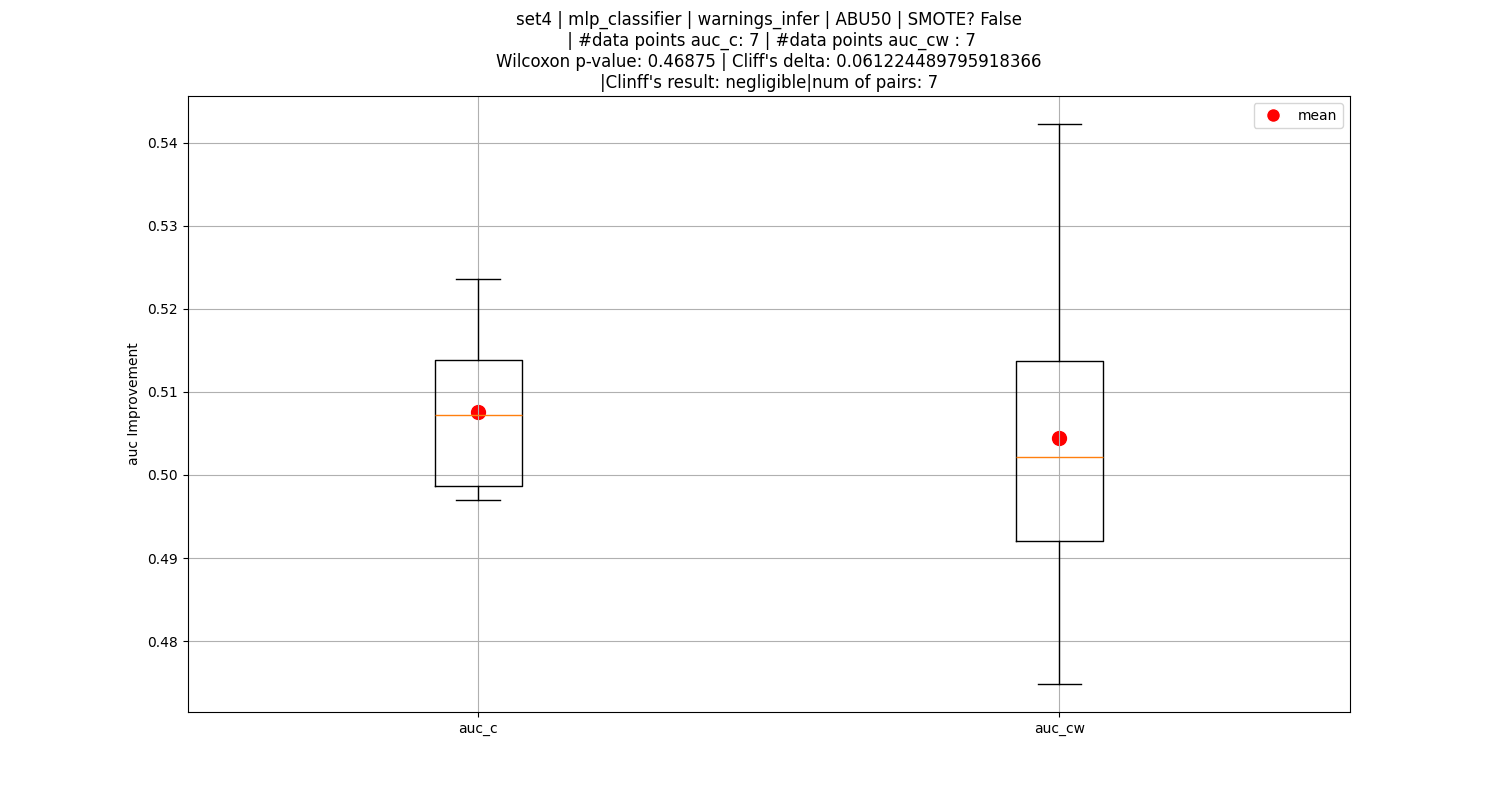 set4 | mlp_classifier | warnings_infer | ABU50 | SMOTE? False
| #data points auc_c: 7 | #data points auc_cw : 7
Wilcoxon p-value: 0.46875 | Cliff's delta: 0.061224489795918366
|Clinff's result: negligible|num of pairs: 7
mean
0.54
0.53
0.52
0.51
0.50
0.49
0.48
auc Improvement
auc_c
auc_cw